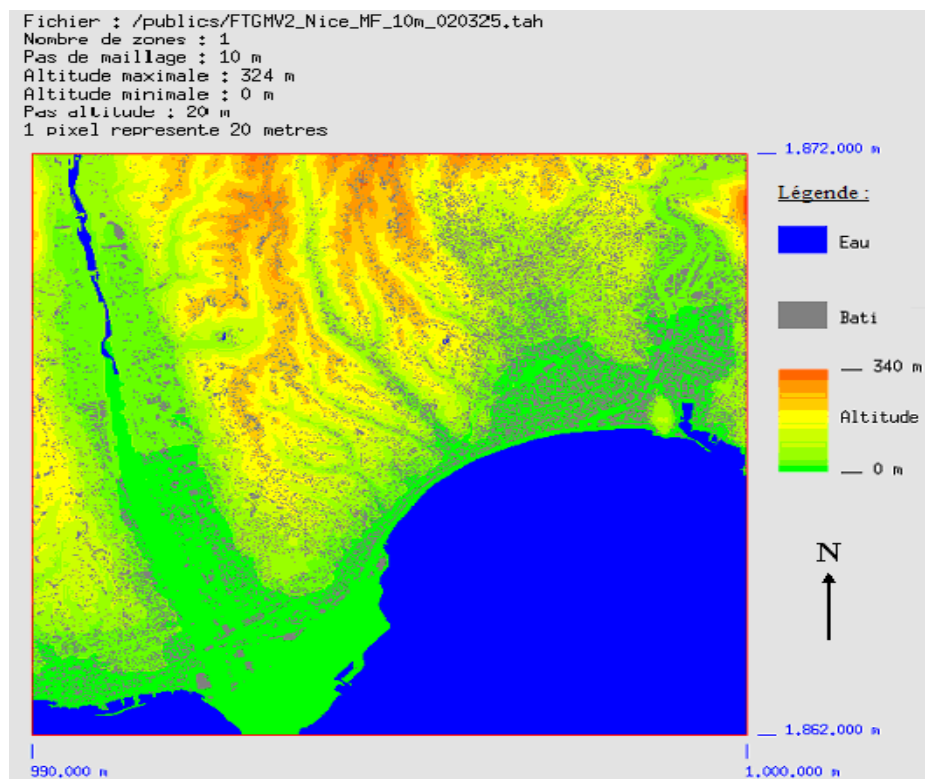 Fichier : /publics/FTGMV2_Nice_MF_10m_020325.tah
Nombre de zones : 1
Pas de maillage : 10 m
Altitude maximale : 324 m
Altitude minimale : 0 m
Pas altitude : 20 m
1 pixel represente 20 metres
1.872.000 m
Légende :
Eau
Bati
340 m
Altitude
0 m
N
1.862.000 m
990.000 m
1.000.000 m